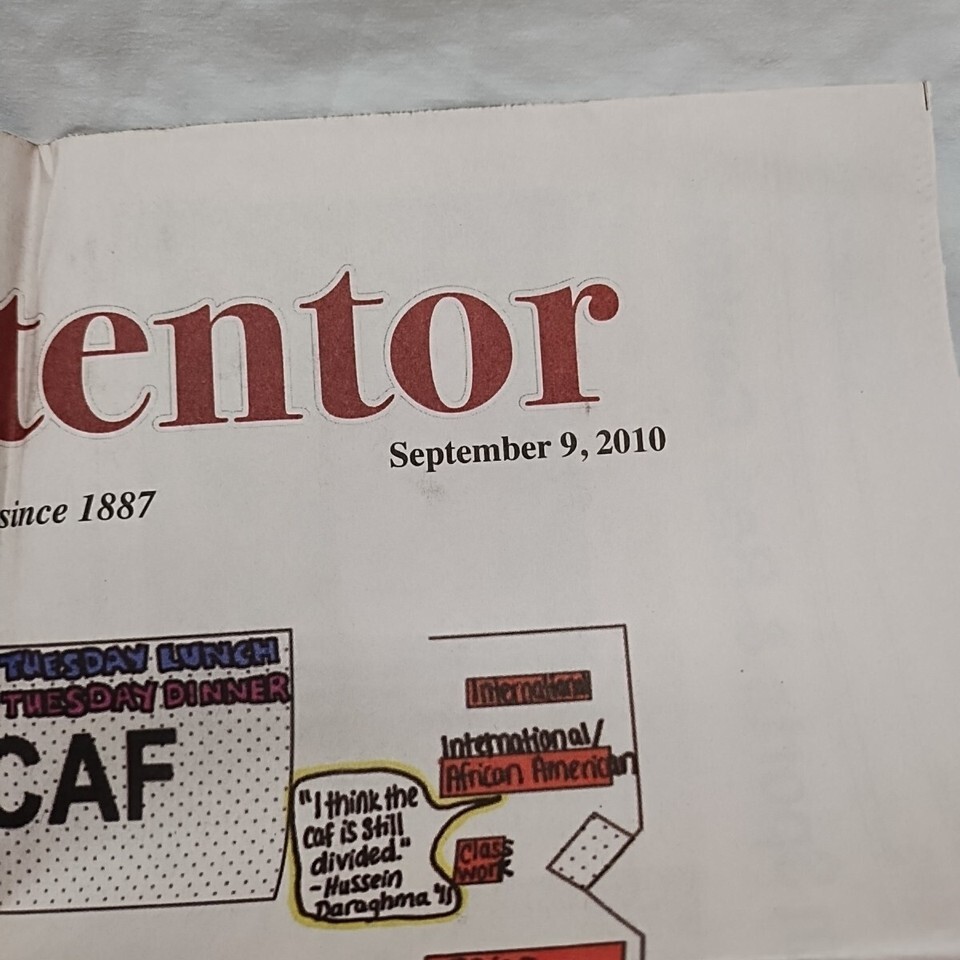 tentor
September 9, 2010
since 1887
TUESDAY LUNCH
TUESDAY DINNER
CAF
International
International/
African American
"I think the
caf is still
divided."
-Hussein
Daraghma '11
Class
work